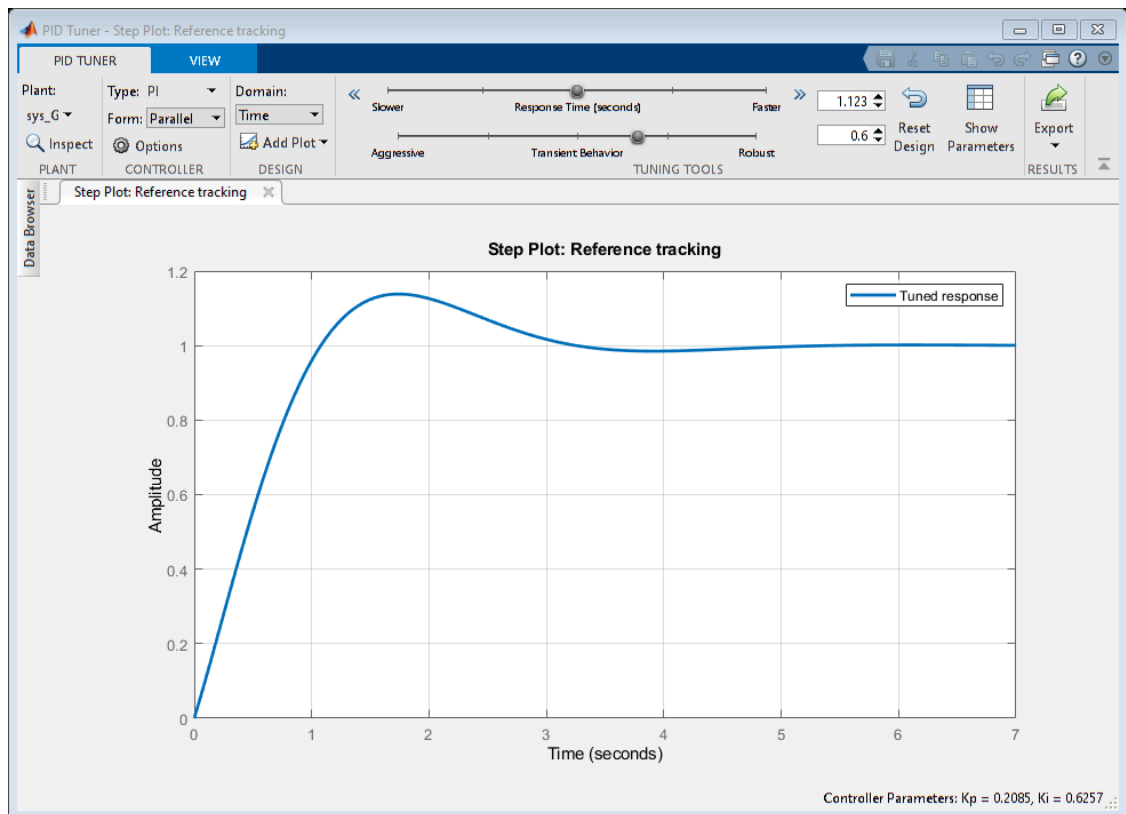 PID Tuner - Step Plot: Reference tracking
PID TUNER VIEW
Plant: Type: PI Domain:
Slower Response Time (seconds) Faster 1.123
sys_G Form: Parallel Time
Reset Show Export
Inspect Options Add Plot 0.6 Design Parameters
Aggressive Transient Behavior Robust
PLANT CONTROLLER DESIGN TUNING TOOLS RESULTS
Data Browser
Step Plot: Reference tracking
Step Plot: Reference tracking
Tuned response
1.2
1
0.8
0.6
0.4
0.2
0
Amplitude
0 1 2 3 4 5 6 7
Time (seconds)
Controller Parameters: Kp = 0.2085, Ki = 0.6257